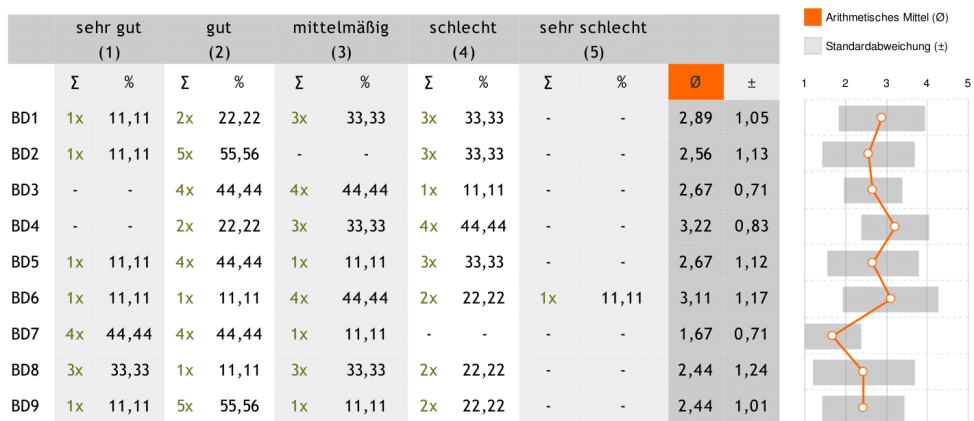 sehr gut gut mittelmäßig schlecht sehr schlecht
(1) (2) (3) (4) (5)
Σ % Σ % Σ % Σ % Σ % Ø ±
BD1 1x 11,11 2x 22,22 3x 33,33 3x 33,33 - - 2,89 1,05
BD2 1x 11,11 5x 55,56 - - 3x 33,33 - - 2,56 1,13
BD3 - - 4x 44,44 4x 44,44 1x 11,11 - - 2,67 0,71
BD4 - - 2x 22,22 3x 33,33 4x 44,44 - - 3,22 0,83
BD5 1x 11,11 4x 44,44 1x 11,11 3x 33,33 - - 2,67 1,12
BD6 1x 11,11 1x 11,11 4x 44,44 2x 22,22 1x 11,11 3,11 1,17
BD7 4x 44,44 4x 44,44 1x 11,11 - - - - 1,67 0,71
BD8 3x 33,33 1x 11,11 3x 33,33 2x 22,22 - - 2,44 1,24
BD9 1x 11,11 5x 55,56 1x 11,11 2x 22,22 - - 2,44 1,01
Arithmetisches Mittel (Ø)
Standardabweichung (±)
1 2 3 4 5